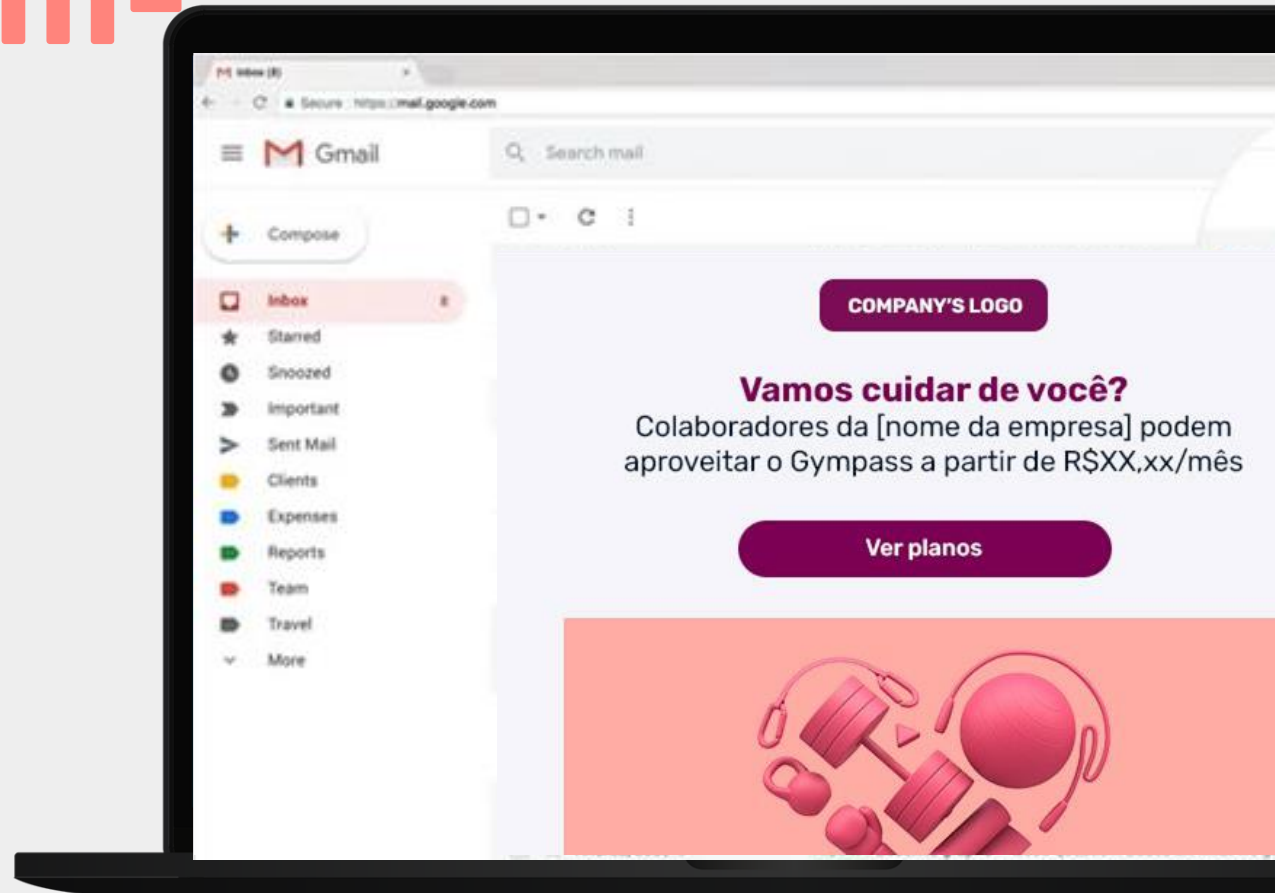 Inbox (8)
Secure https://mail.google.com
Gmail
Search mail
Compose
Inbox 8
Starred
Snoozed
Important
Sent Mail
Clients
Expenses
Reports
Team
Travel
More
COMPANY'S LOGO
Vamos cuidar de você?
Colaboradores da [nome da empresa] podem
aproveitar o Gympass a partir de R$XX,xx/mês
Ver planos